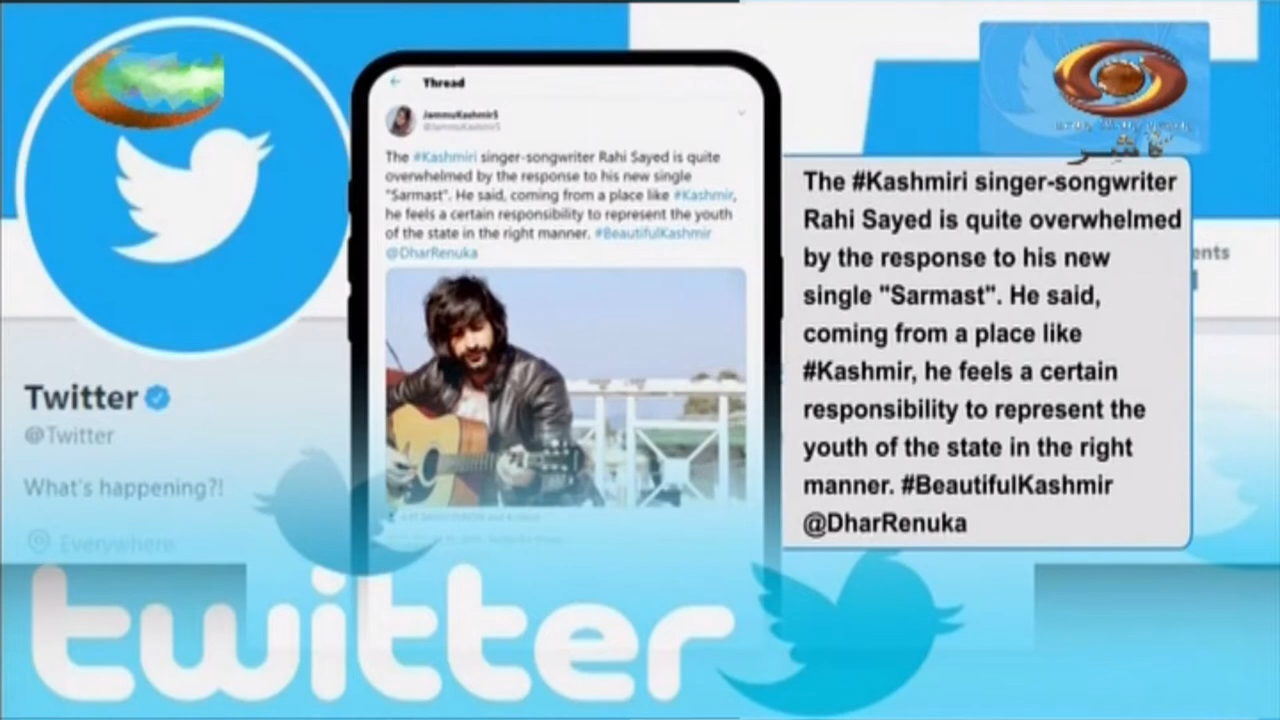 Thread
JammuKashmir5
@JammuKashmir5
The #Kashmiri singer-songwriter Rahi Sayed is quite
overwhelmed by the response to his new single
"Sarmast". He said, coming from a place like #Kashmir,
he feels a certain responsibility to represent the youth
of the state in the right manner. #BeautifulKashmir
@DharRenuka
The #Kashmiri singer-songwriter
Rahi Sayed is quite overwhelmed
by the response to his new
single "Sarmast". He said,
coming from a place like
#Kashmir, he feels a certain
responsibility to represent the
youth of the state in the right
manner. #BeautifulKashmir
@DharRenuka
ents
Twitter
@Twitter
What's happening?!
Everywhere
twitter